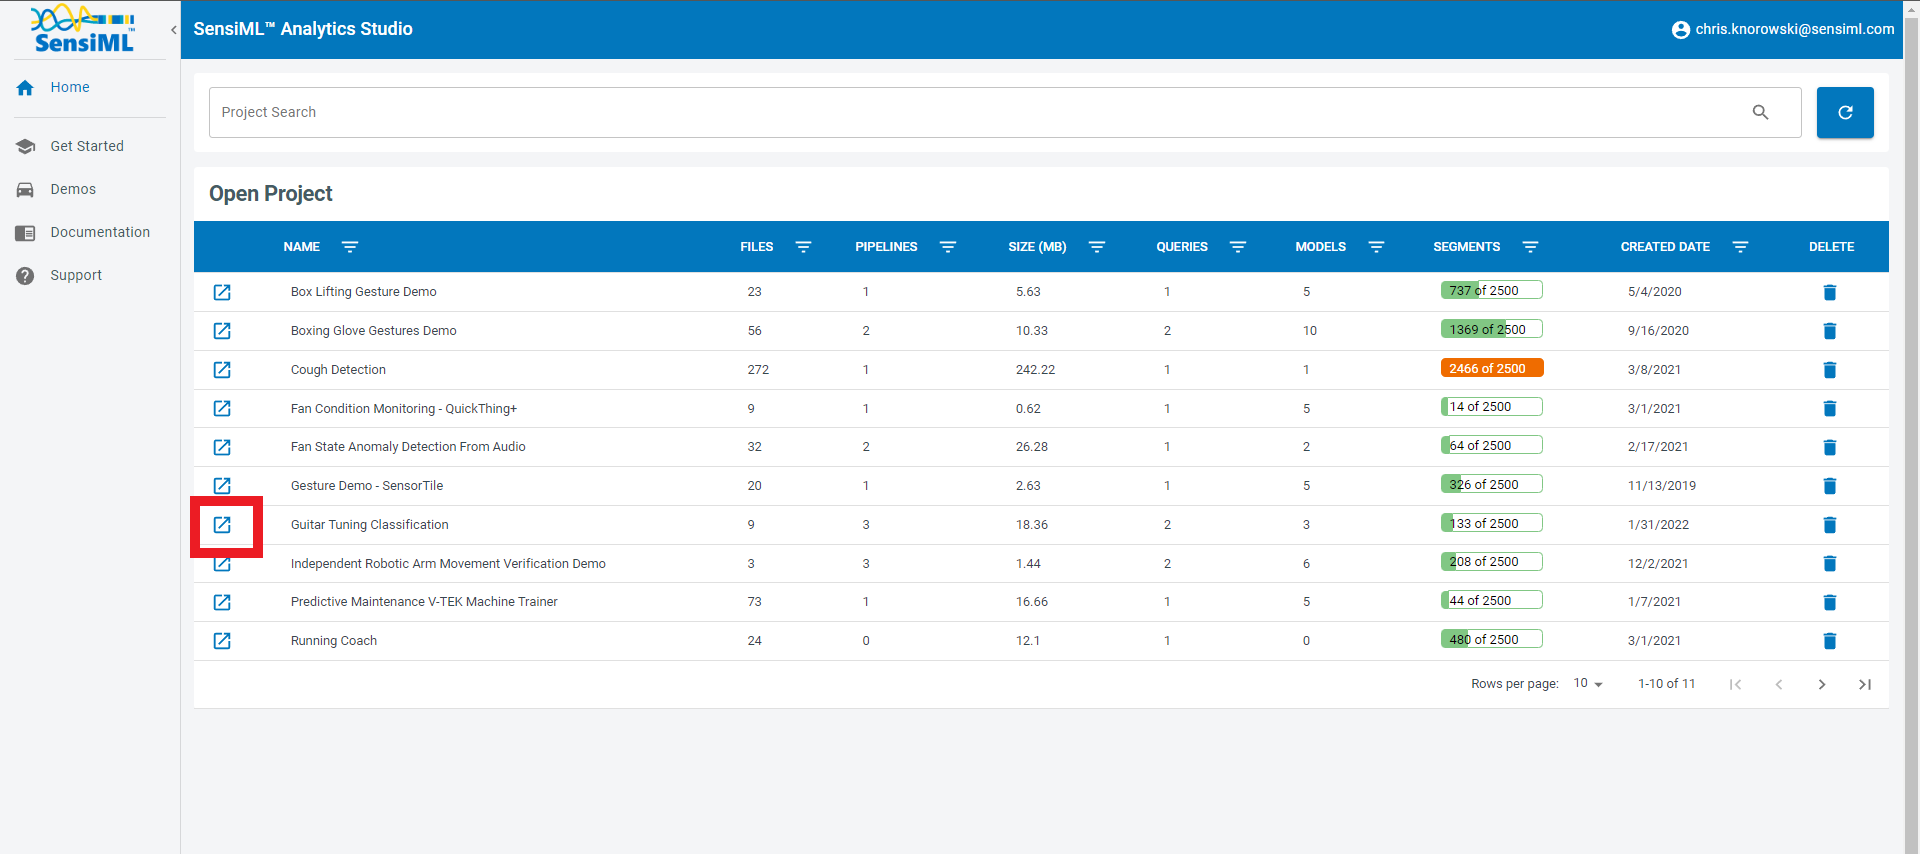 SensiML™
SensiML™ Analytics Studio
chris.knorowski@sensiml.com
Home
Get Started
Demos
Documentation
Support
Project Search
Open Project
NAME FILES PIPELINES SIZE (MB) QUERIES MODELS SEGMENTS CREATED DATE DELETE
Box Lifting Gesture Demo 23 1 5.63 1 5 737 of 2500 5/4/2020
Boxing Glove Gestures Demo 56 2 10.33 2 10 1369 of 2500 9/16/2020
Cough Detection 272 1 242.22 1 1 2466 of 2500 3/8/2021
Fan Condition Monitoring - QuickThing+ 9 1 0.62 1 5 14 of 2500 3/1/2021
Fan State Anomaly Detection From Audio 32 2 26.28 1 2 64 of 2500 2/17/2021
Gesture Demo - SensorTile 20 1 2.63 1 5 326 of 2500 11/13/2019
Guitar Tuning Classification 9 3 18.36 2 3 133 of 2500 1/31/2022
Independent Robotic Arm Movement Verification Demo 3 3 1.44 2 6 208 of 2500 12/2/2021
Predictive Maintenance V-TEK Machine Trainer 73 1 16.66 1 5 44 of 2500 1/7/2021
Running Coach 24 0 12.1 1 0 480 of 2500 3/1/2021
Rows per page: 10 1-10 of 11